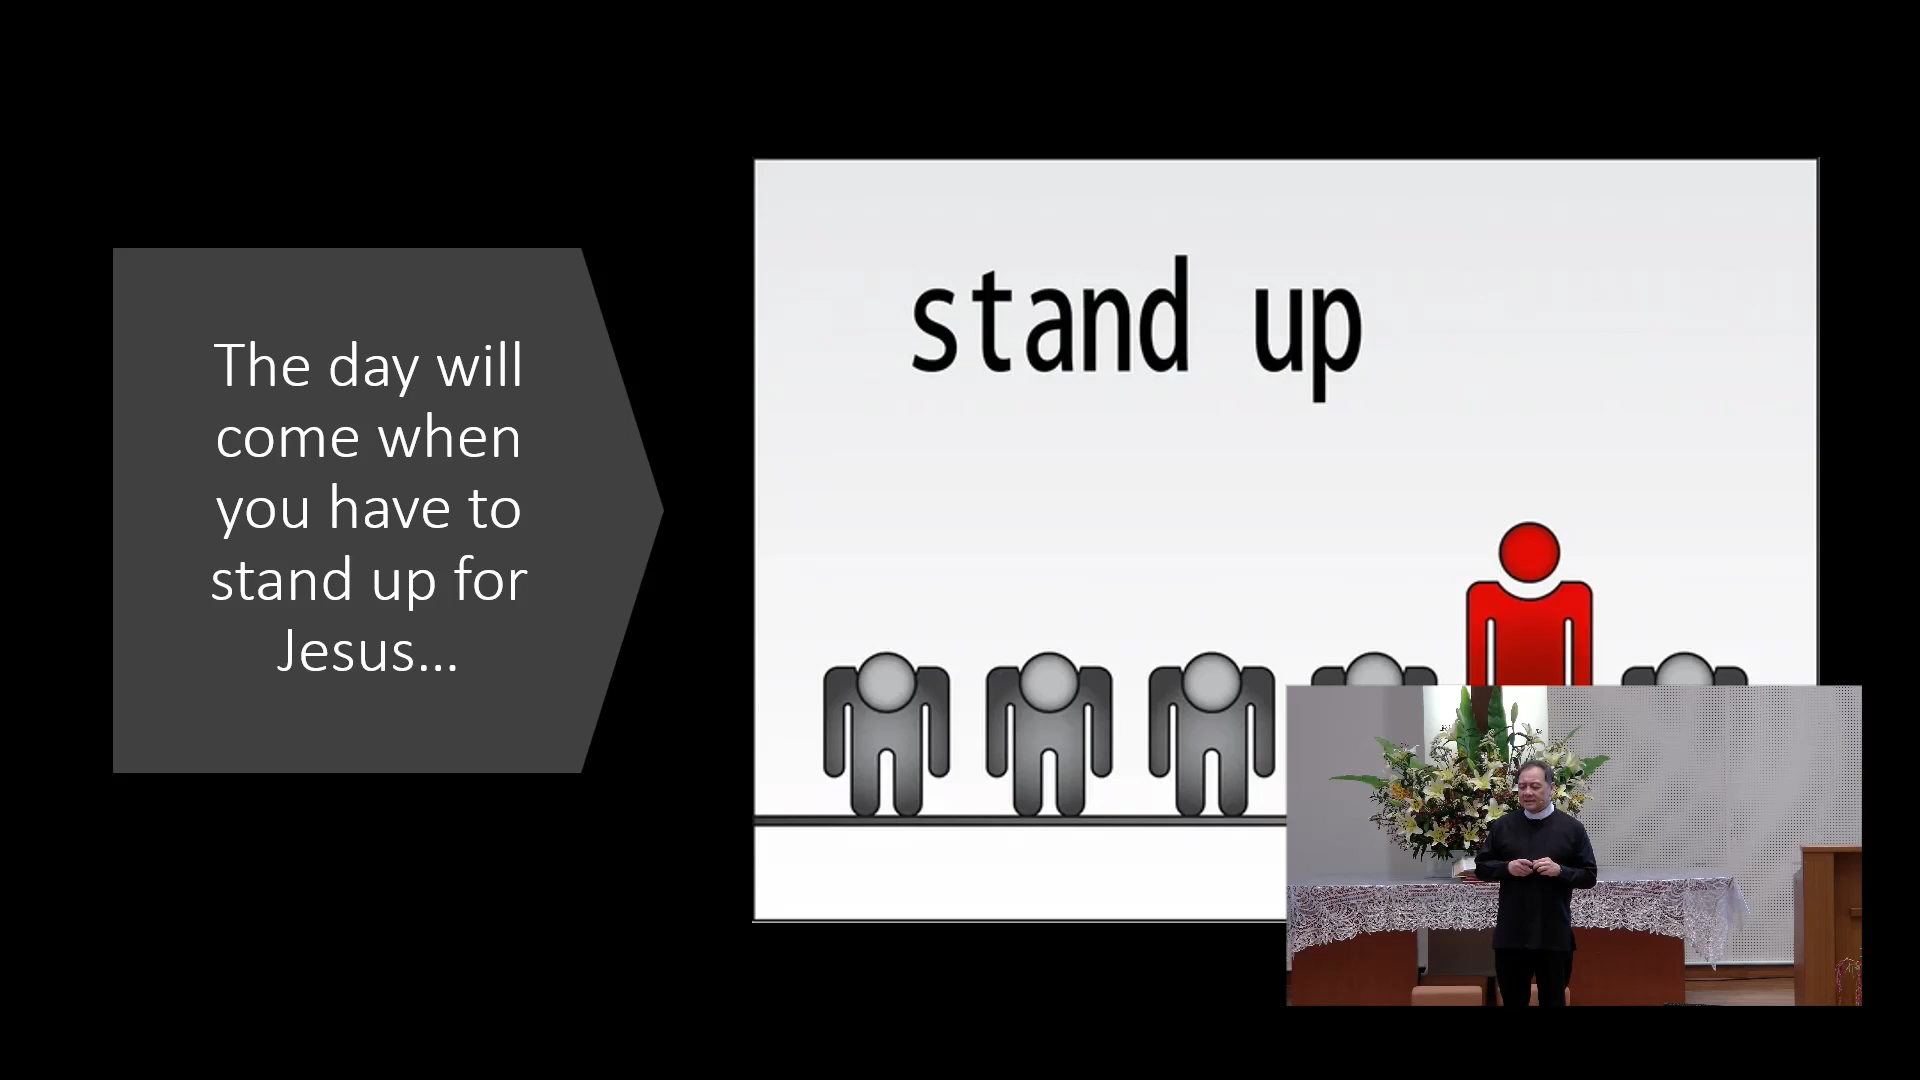 The day will
come when
you have to
stand up for
Jesus...
stand up